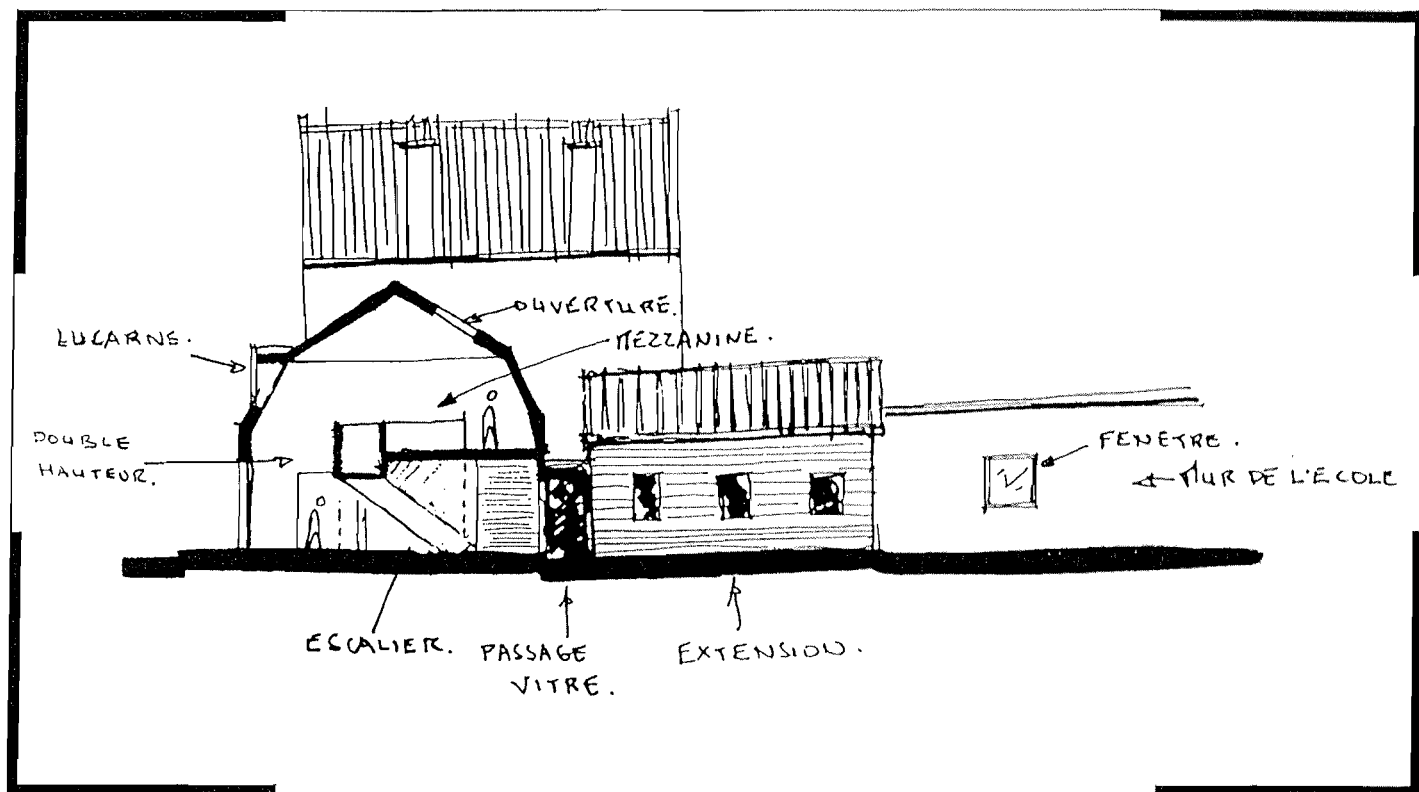 OUVERTURE.
LUCARNE.
MEZZANINE.
DOUBLE
HAUTEUR.
FENETRE.
MUR DE L'ECOLE
ESCALIER.
PASSAGE
VITRE.
EXTENSION.